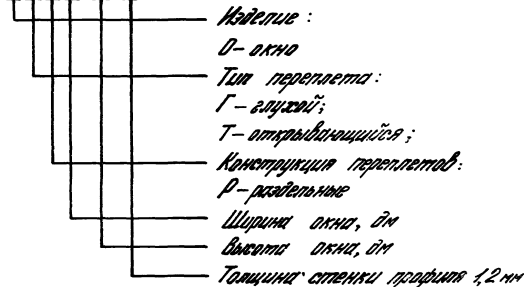 Изделие:
О - окно
Тип переплета:
Г - глухой;
Т - открывающийся;
Конструкция переплетов:
Р - раздельные
Ширина окна, дм
Высота окна, дм
Толщина стенки профиля 1,2 мм